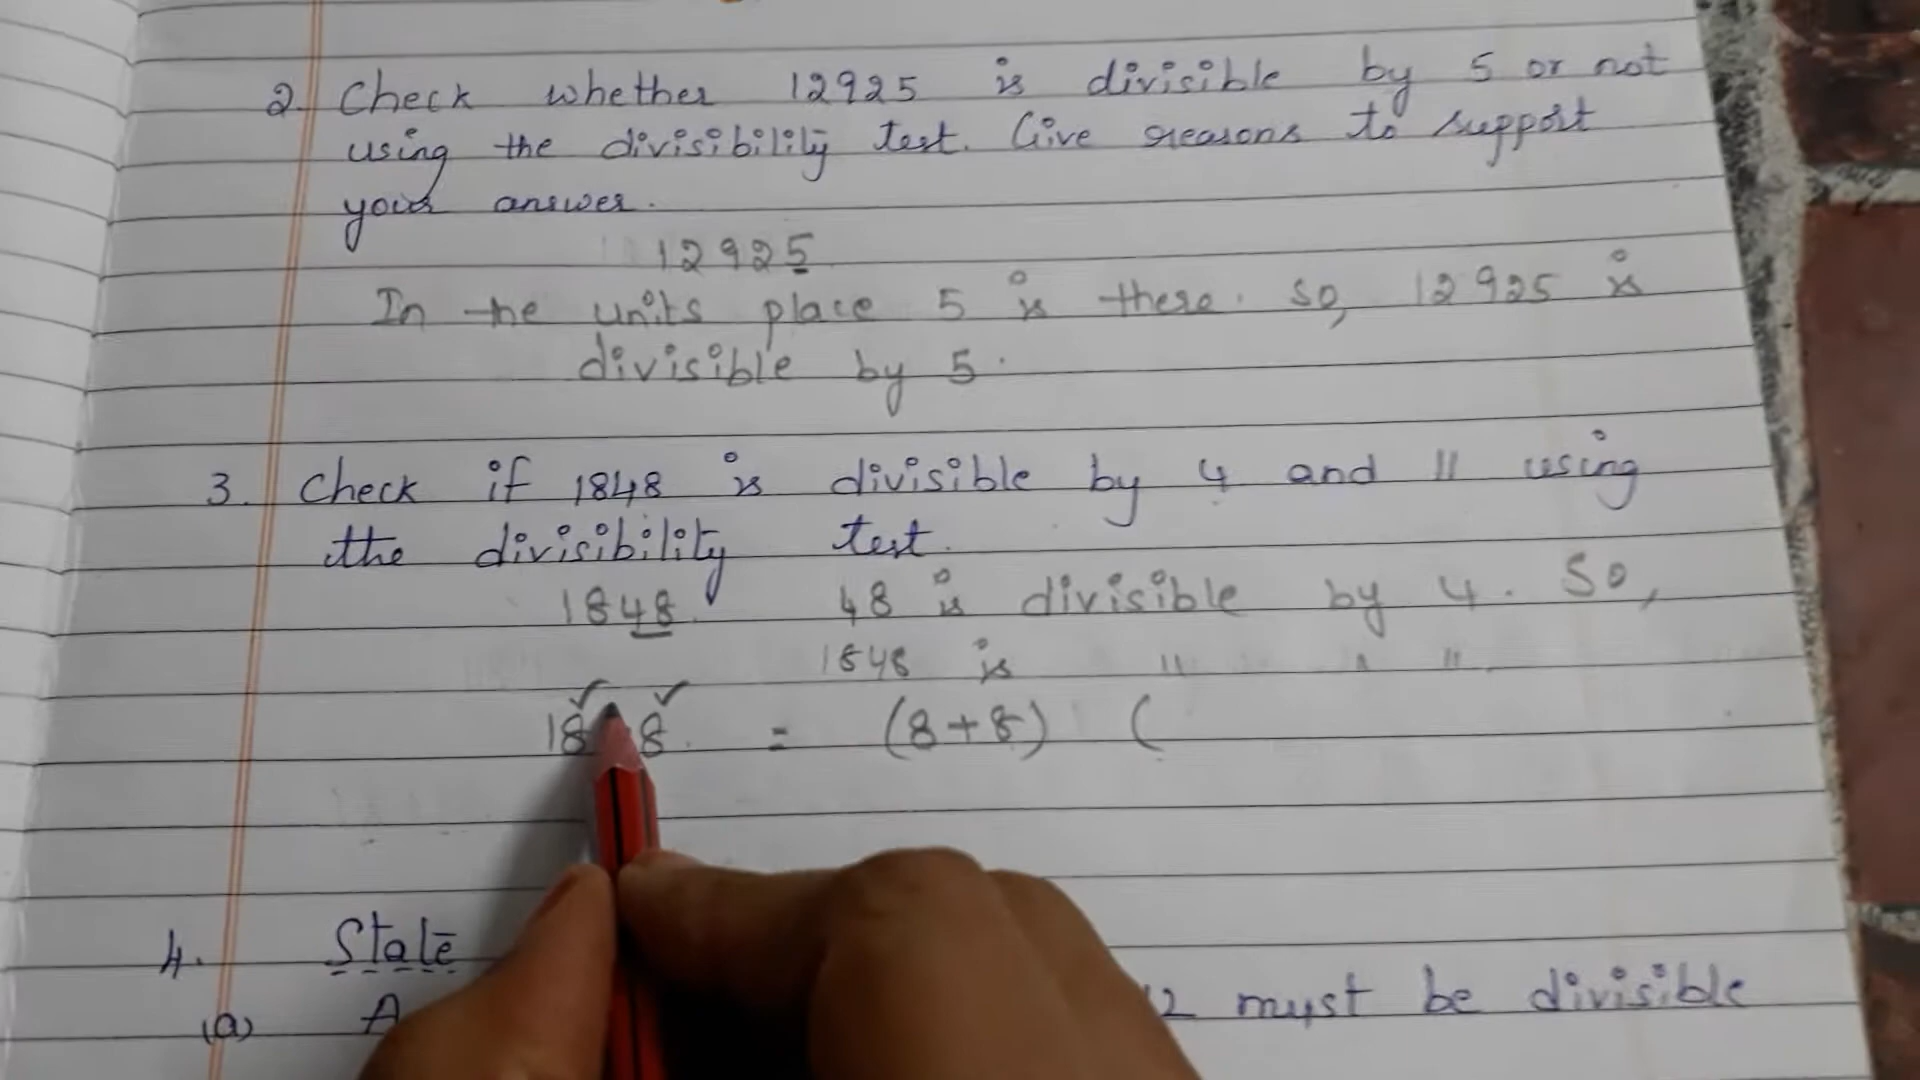 2. Check whether 12925 is divisible by 5 or not
using the divisibility test. Give reasons to support
your answer.
12925
In the units place 5 is there. So, 12925 is
divisible by 5.
3. Check if 1848 is divisible by 4 and 11 using
the divisibility test.
1848. 48 is divisible by 4. So,
1848 is " " "
18 8. = (8+8) (
4. State
(a) A 12 must be divisible